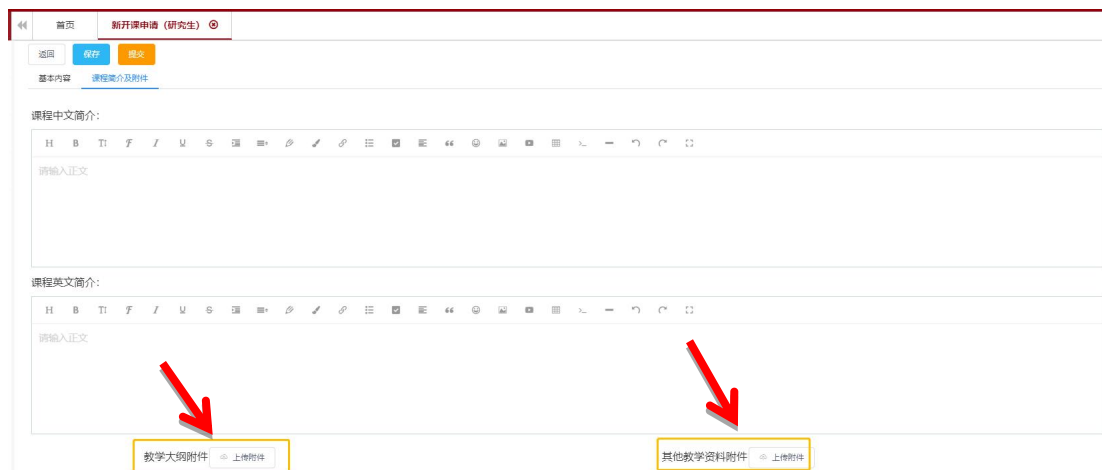 首页 新开课申请（研究生）
返回 保存 提交
基本内容 课程简介及附件
课程中文简介：
请输入正文
课程英文简介：
请输入正文
教学大纲附件 上传附件 其他教学资料附件 上传附件